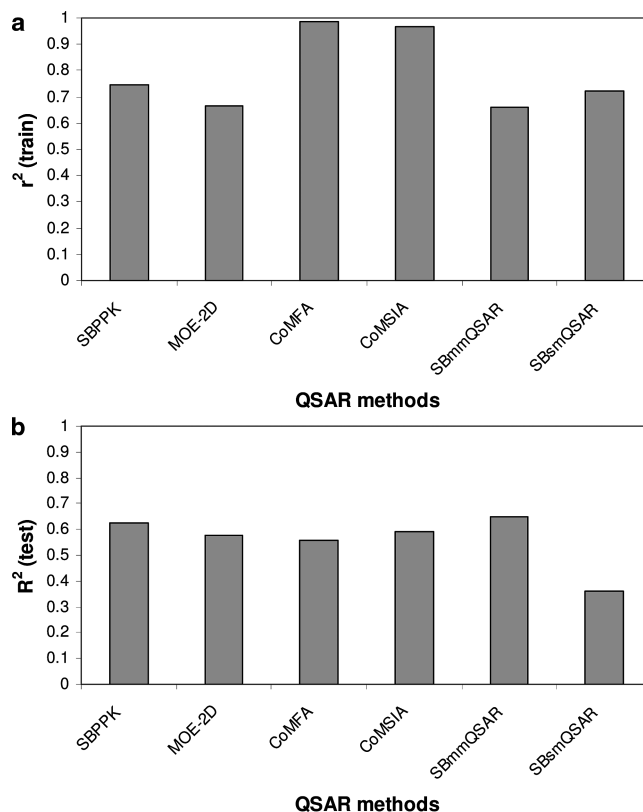 a
r² (train)
1
0.9
0.8
0.7
0.6
0.5
0.4
0.3
0.2
0.1
0
SBPPK
MOE-2D
CoMFA
CoMSIA
SBmmQSAR
SBsmQSAR
QSAR methods
b
R² (test)
1
0.9
0.8
0.7
0.6
0.5
0.4
0.3
0.2
0.1
0
SBPPK
MOE-2D
CoMFA
CoMSIA
SBmmQSAR
SBsmQSAR
QSAR methods